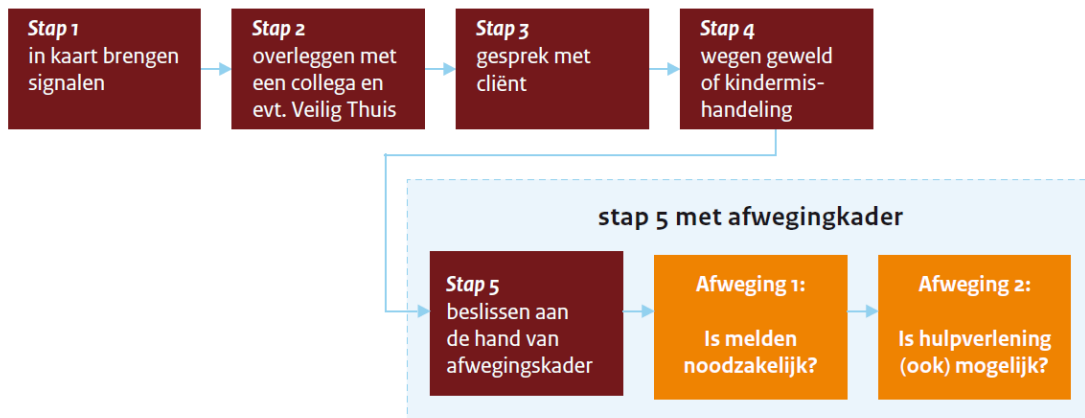 Stap 1
in kaart brengen
signalen
Stap 2
overleggen met
een collega en
evt. Veilig Thuis
Stap 3
gesprek met
cliënt
Stap 4
wegen geweld
of kindermis-
handeling
stap 5 met afwegingkader
Stap 5
beslissen aan
de hand van
afwegingskader
Afweging 1:
Is melden
noodzakelijk?
Afweging 2:
Is hulpverlening
(ook) mogelijk?